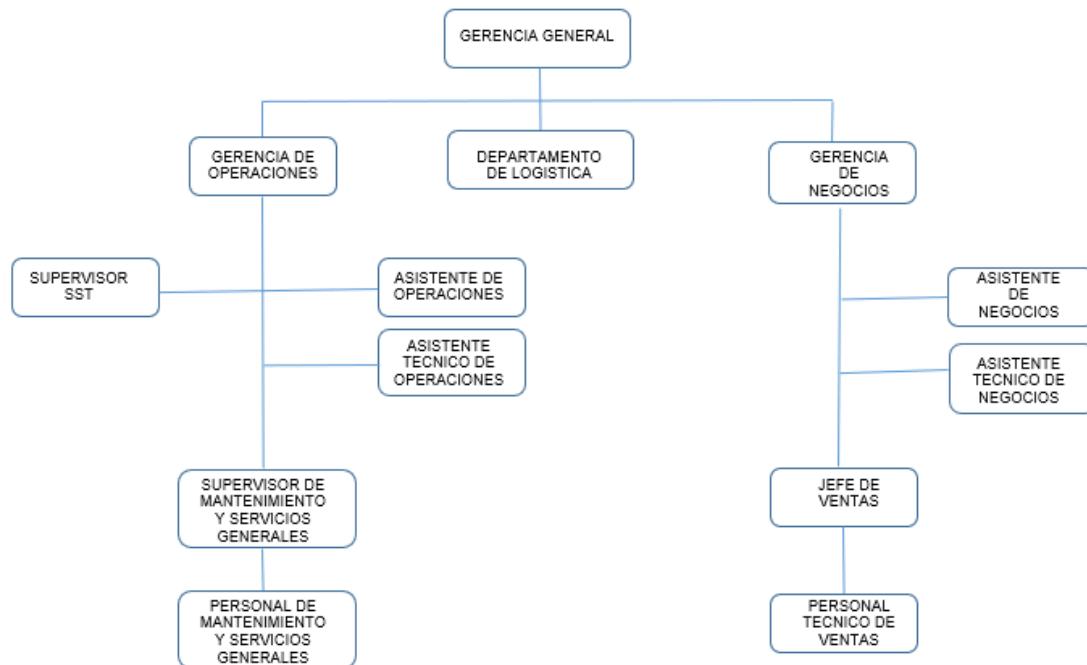 GERENCIA GENERAL
GERENCIA DE
OPERACIONES
DEPARTAMENTO
DE LOGISTICA
GERENCIA
DE
NEGOCIOS
SUPERVISOR
SST
ASISTENTE DE
OPERACIONES
ASISTENTE
DE
NEGOCIOS
ASISTENTE
TECNICO DE
OPERACIONES
ASISTENTE
TECNICO DE
NEGOCIOS
SUPERVISOR DE
MANTENIMIENTO
Y SERVICIOS
GENERALES
JEFE DE
VENTAS
PERSONAL DE
MANTENIMIENTO
Y SERVICIOS
GENERALES
PERSONAL
TECNICO DE
VENTAS